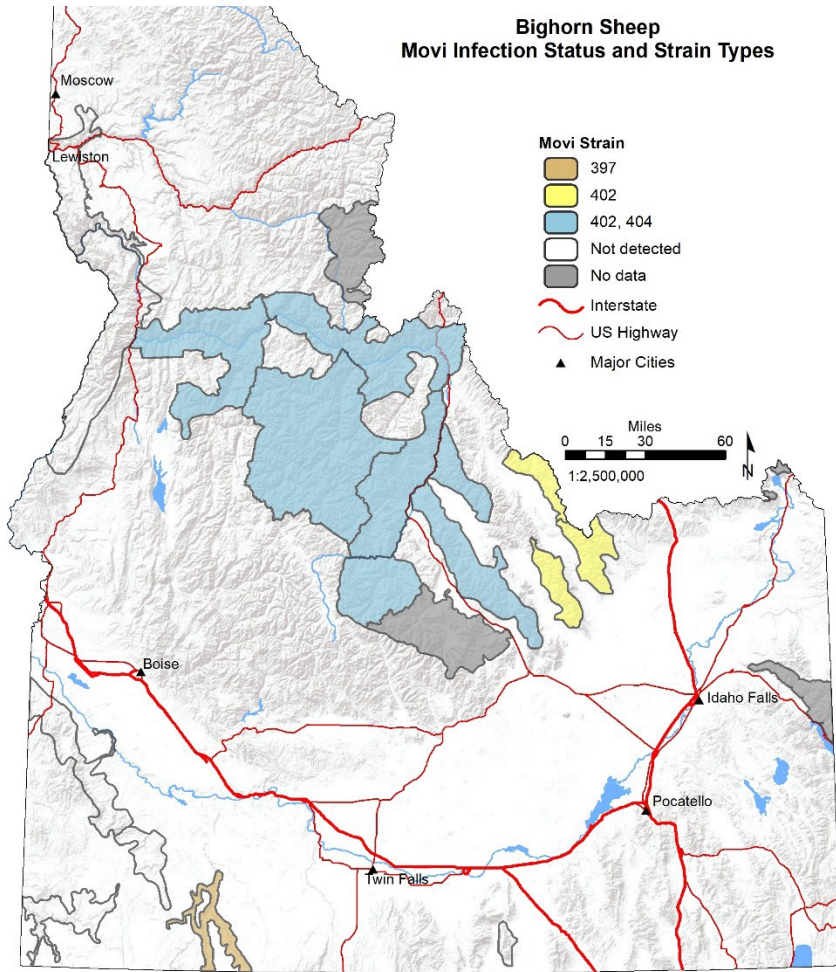 Bighorn Sheep
Movi Infection Status and Strain Types
Moscow
Lewiston
Movi Strain
397
402
402, 404
Not detected
No data
Interstate
US Highway
Major Cities
Miles
0 15 30 60
1:2,500,000
N
Boise
Idaho Falls
Pocatello
Twin Falls